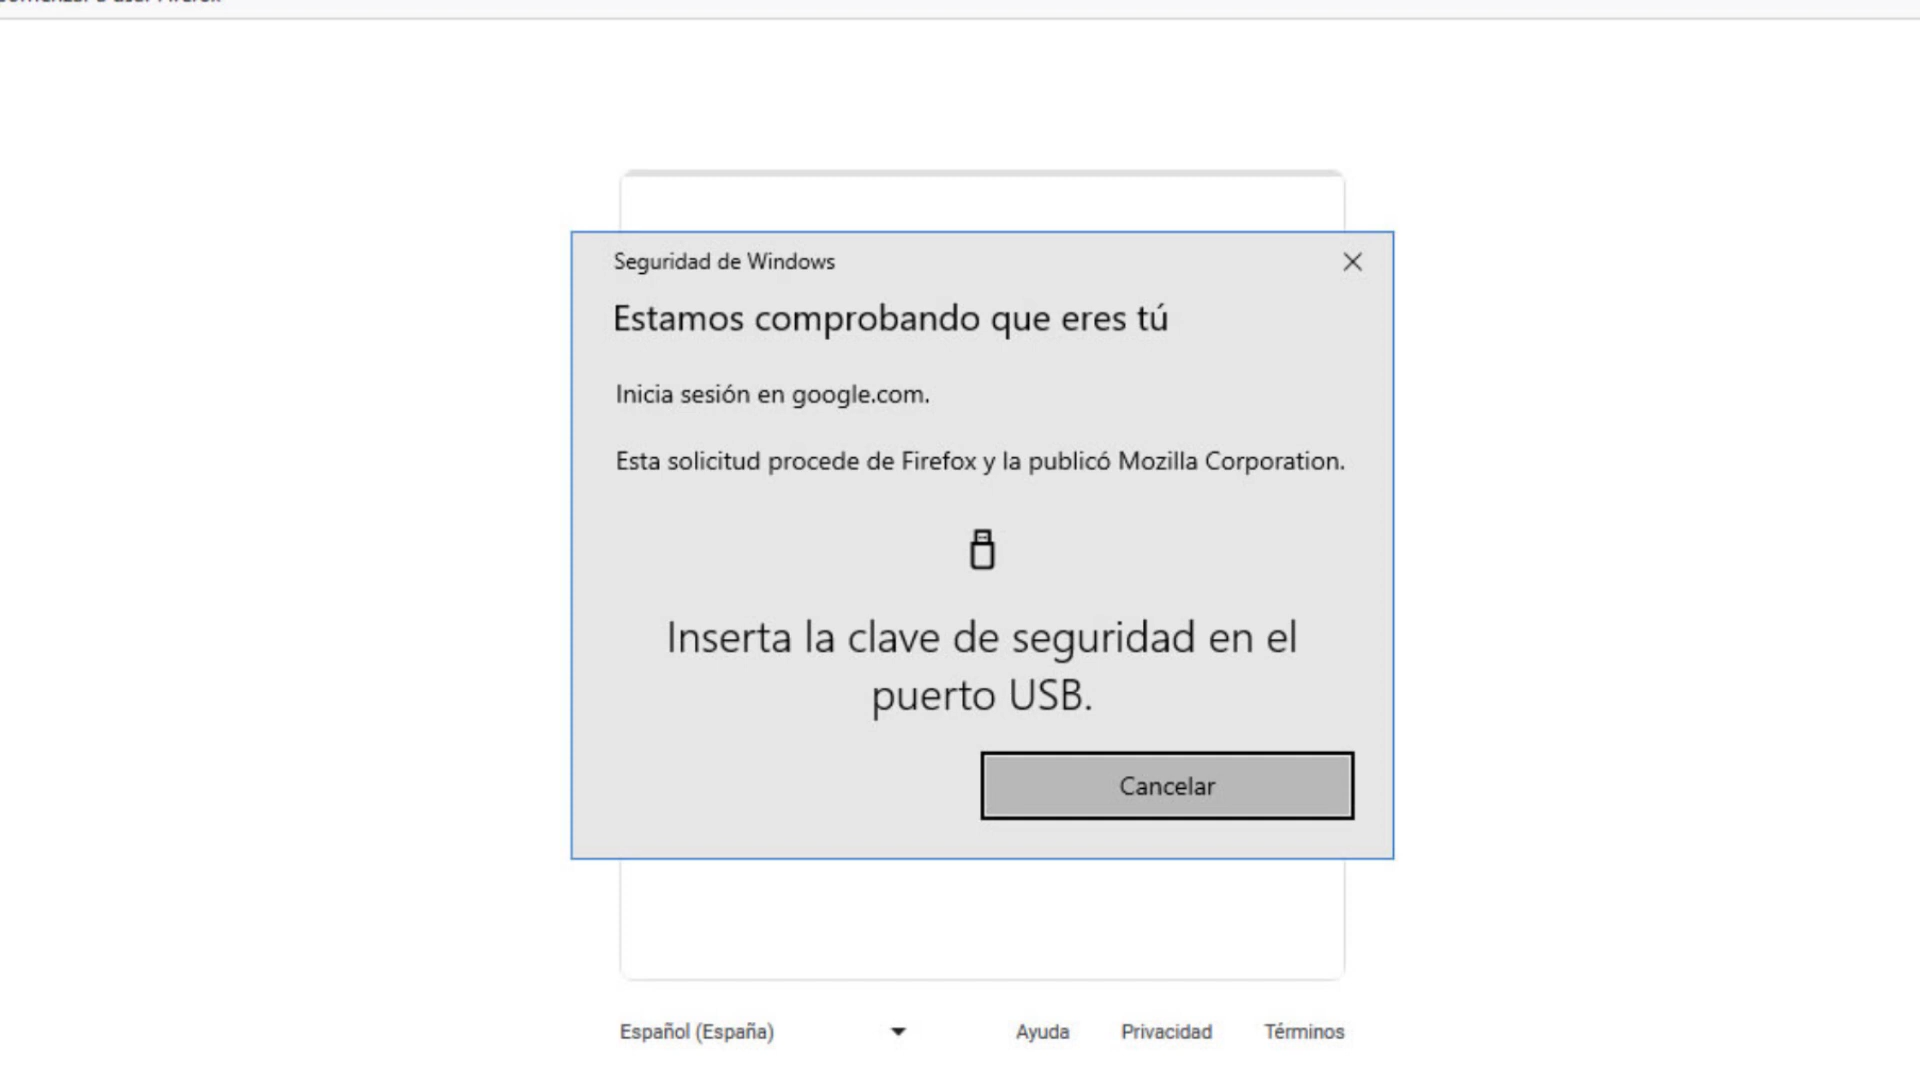 Seguridad de Windows
Estamos comprobando que eres tú
Inicia sesión en google.com.
Esta solicitud procede de Firefox y la publicó Mozilla Corporation.
Inserta la clave de seguridad en el
puerto USB.
Cancelar
Español (España) Ayuda Privacidad Términos